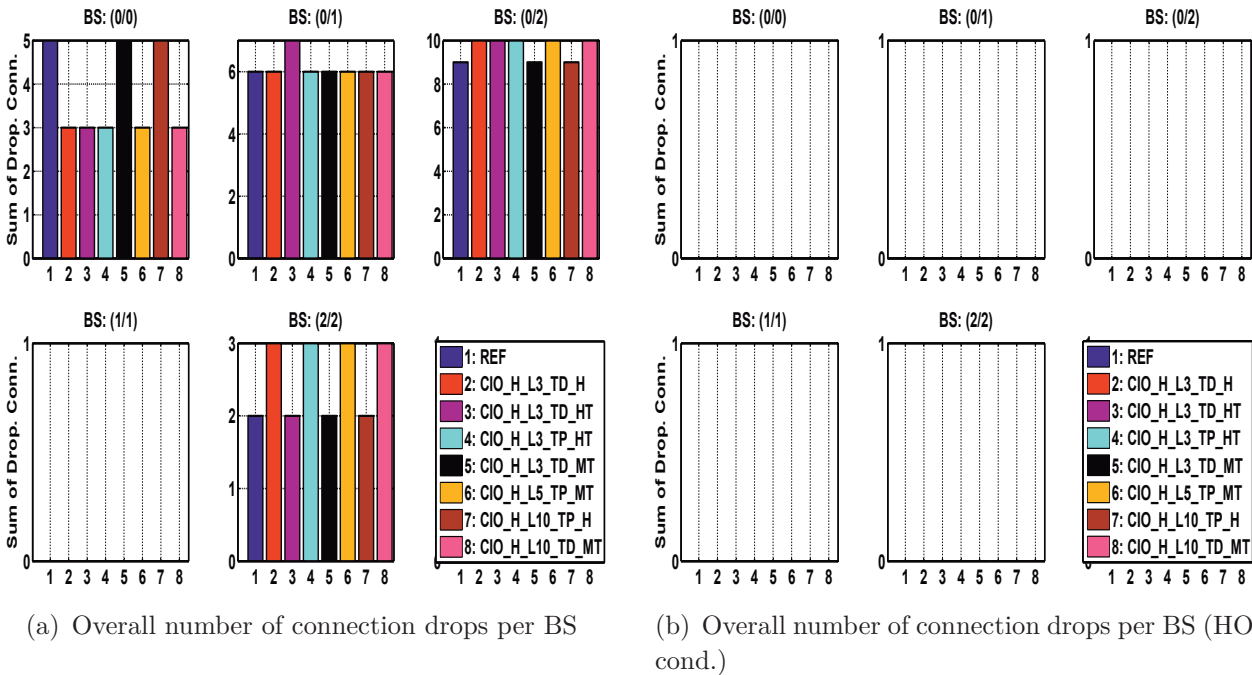 BS: (0/0)
BS: (0/1)
BS: (0/2)
Sum of Drop. Conn.
5
4
3
2
1
0
1 2 3 4 5 6 7 8
6
4
2
0
1 2 3 4 5 6 7 8
10
8
6
4
2
0
1 2 3 4 5 6 7 8
BS: (1/1)
BS: (2/2)
Sum of Drop. Conn.
1
0
1 2 3 4 5 6 7 8
3
2
1
0
1 2 3 4 5 6 7 8
1: REF
2: CIO_H_L3_TD_H
3: CIO_H_L3_TD_HT
4: CIO_H_L3_TP_HT
5: CIO_H_L3_TD_MT
6: CIO_H_L5_TP_MT
7: CIO_H_L10_TP_H
8: CIO_H_L10_TD_MT
1 2 3 4 5 6 7 8
(a) Overall number of connection drops per BS
BS: (0/0)
BS: (0/1)
BS: (0/2)
Sum of Drop. Conn.
1
0
1 2 3 4 5 6 7 8
1
0
1 2 3 4 5 6 7 8
1
0
1 2 3 4 5 6 7 8
BS: (1/1)
BS: (2/2)
Sum of Drop. Conn.
1
0
1 2 3 4 5 6 7 8
1
0
1 2 3 4 5 6 7 8
1: REF
2: CIO_H_L3_TD_H
3: CIO_H_L3_TD_HT
4: CIO_H_L3_TP_HT
5: CIO_H_L3_TD_MT
6: CIO_H_L5_TP_MT
7: CIO_H_L10_TP_H
8: CIO_H_L10_TD_MT
1 2 3 4 5 6 7 8
(b) Overall number of connection drops per BS (HO
cond.)